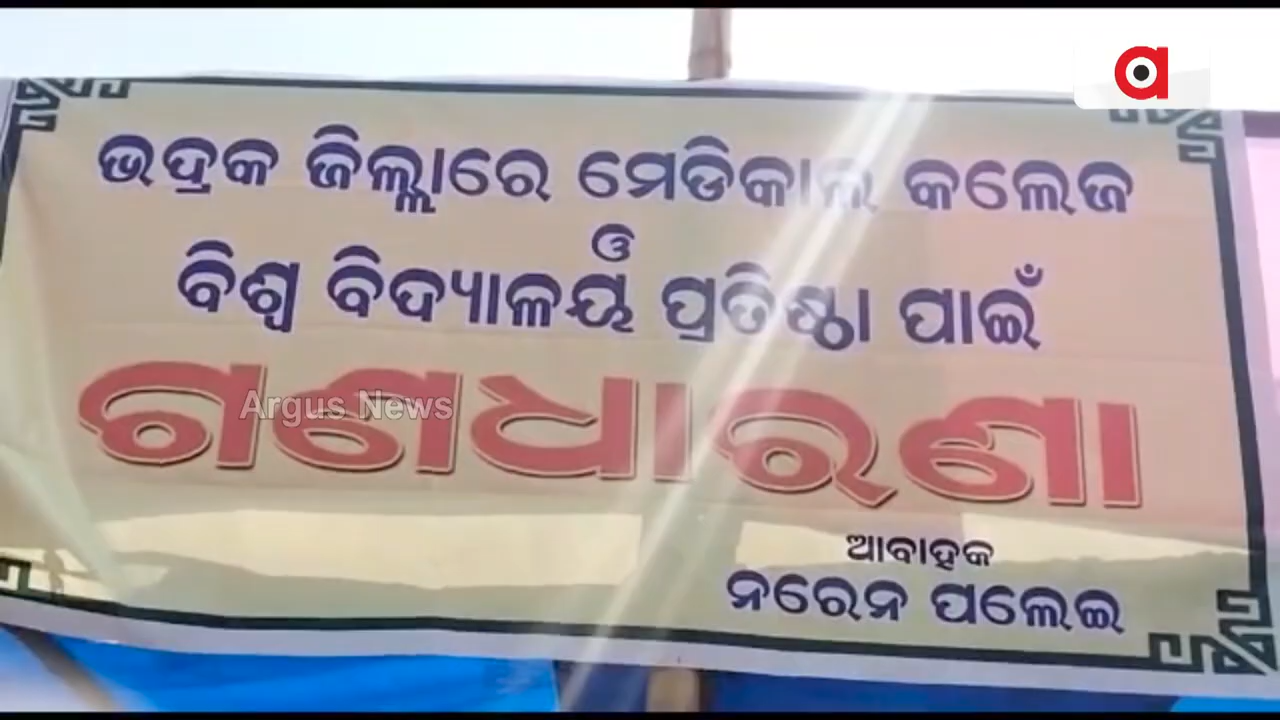 ଭଦ୍ରକ ଜିଲ୍ଲାରେ ମେଡିକାଲ କଲେଜ
ଓ
ବିଶ୍ୱ ବିଦ୍ୟାଳୟ ପ୍ରତିଷ୍ଠା ପାଇଁ
ଗଣଧାରଣା
Argus News
ଆବାହକ
ନରେନ ପଲେଇ